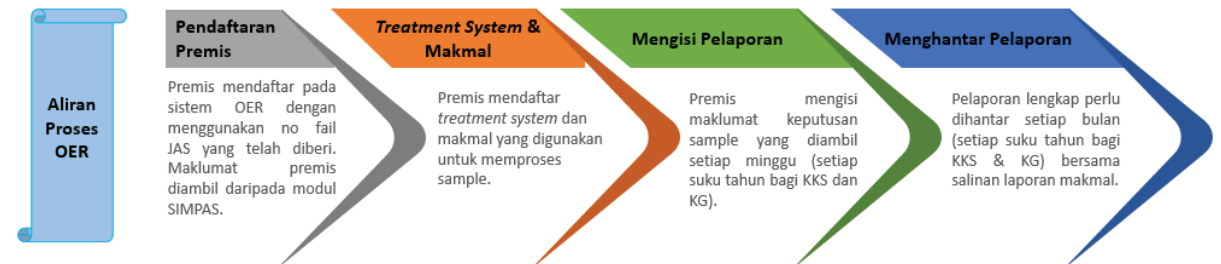 Aliran
Proses
OER
Pendaftaran
Premis
Premis mendaftar pada
sistem OER dengan
menggunakan no fail
JAS yang telah diberi.
Maklumat premis
diambil daripada modul
SIMPAS.
Treatment System &
Makmal
Premis mendaftar
treatment system dan
makmal yang digunakan
untuk memproses
sample.
Mengisi Pelaporan
Premis mengisi
maklumat keputusan
sample yang diambil
setiap minggu (setiap
suku tahun bagi KKS dan
KG).
Menghantar Pelaporan
Pelaporan lengkap perlu
dihantar setiap bulan
(setiap suku tahun bagi
KKS & KG) bersama
salinan laporan makmal.